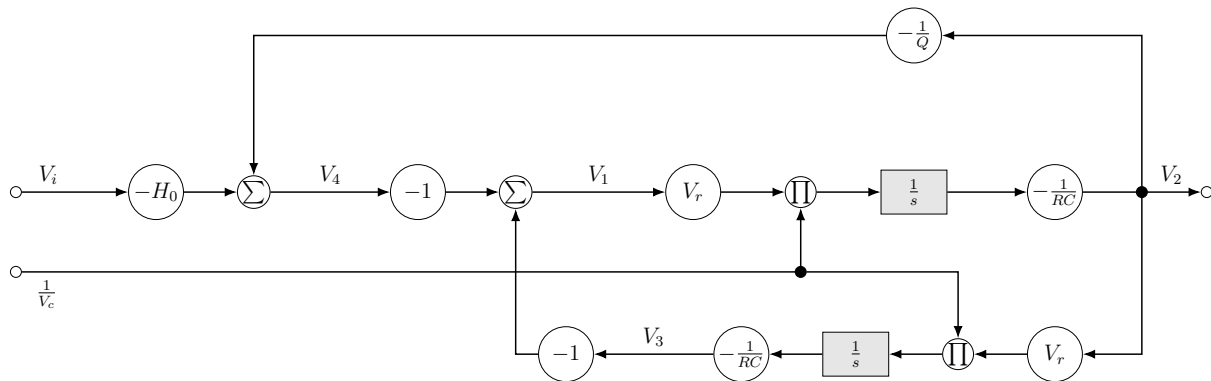 −1/Q
V_i
−H_0
∑
V_4
−1
∑
V_1
V_r
∏
1/s
−1/RC
V_2
1/V_c
−1
V_3
−1/RC
1/s
∏
V_r